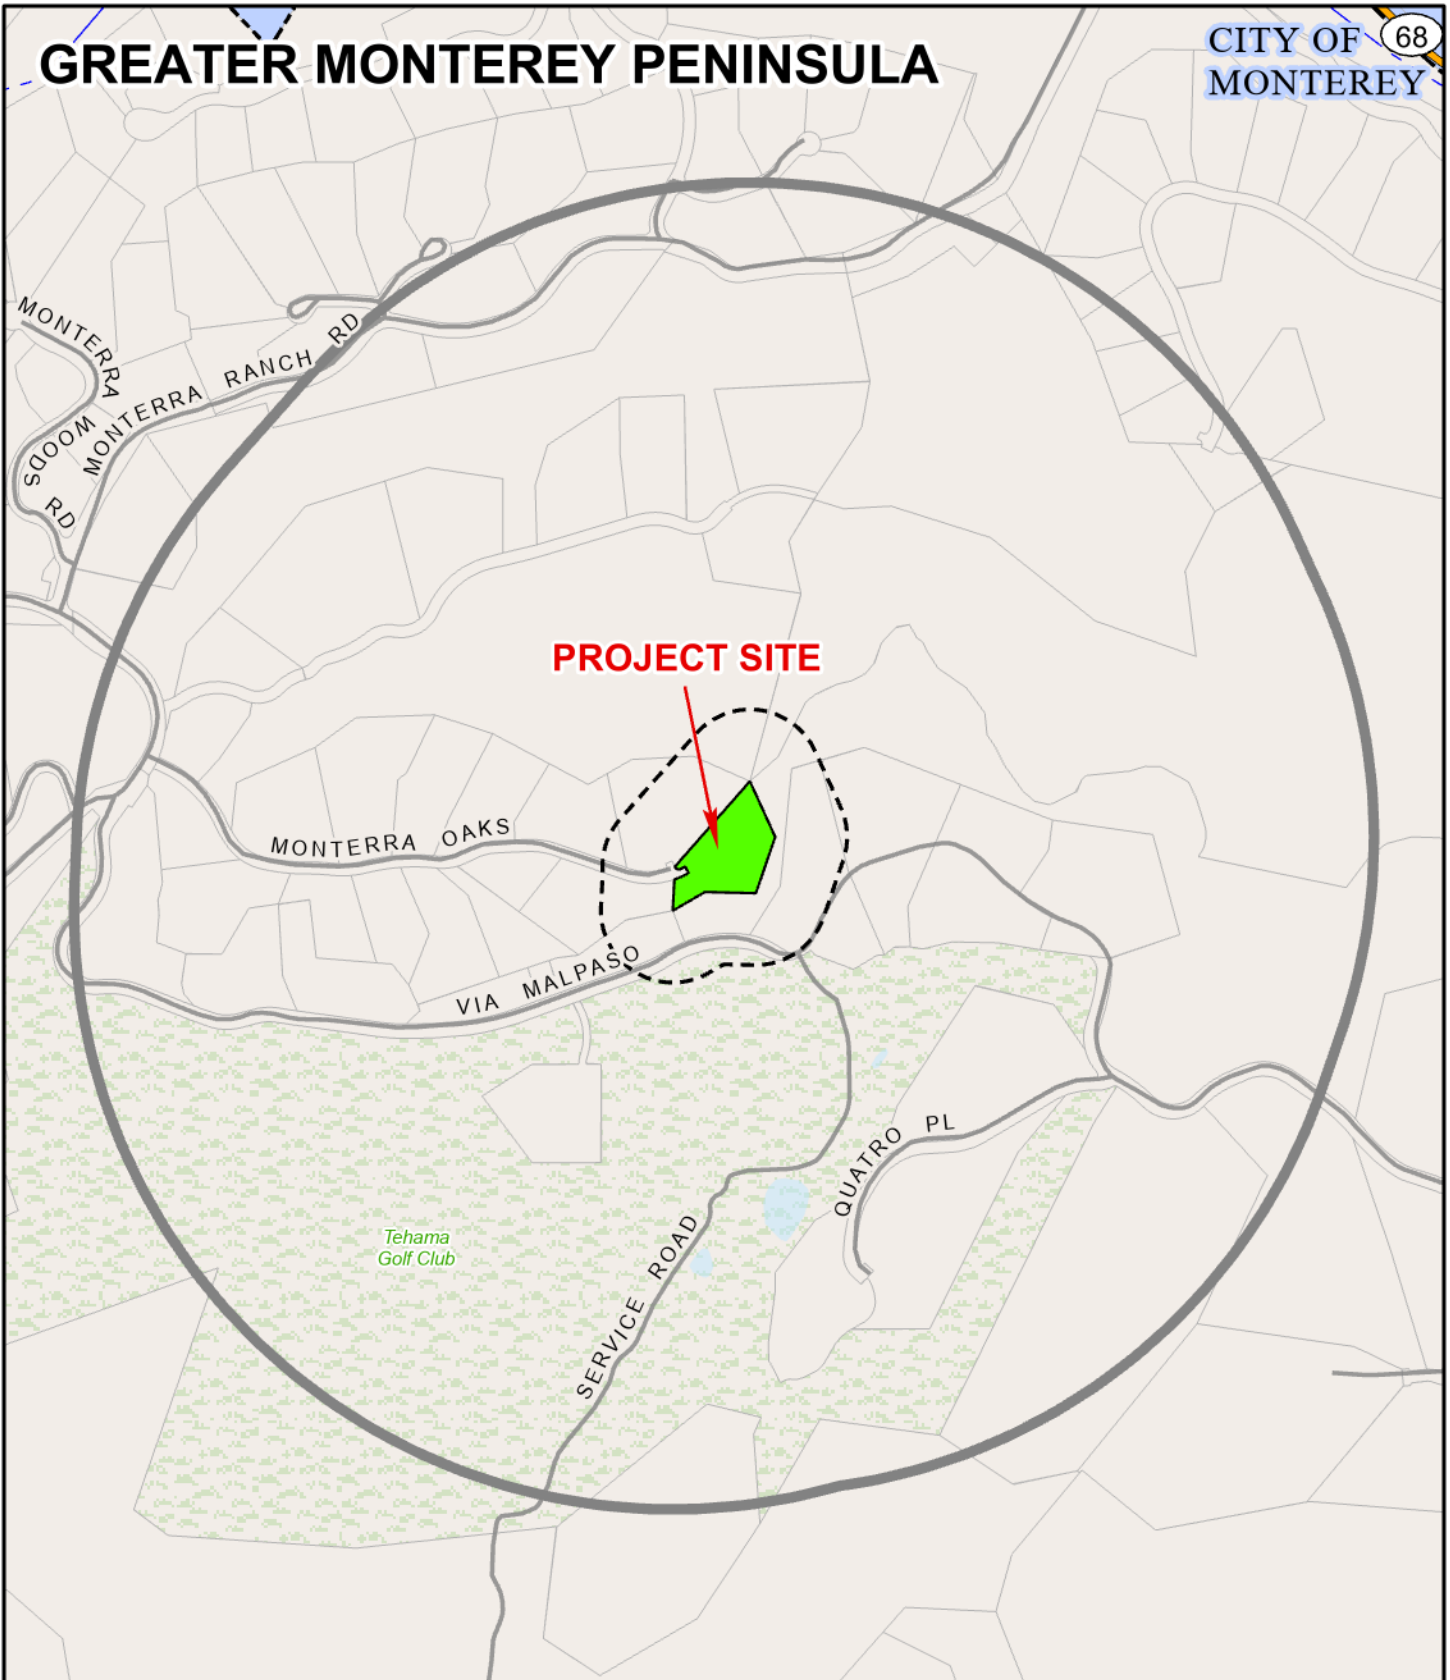 GREATER MONTEREY PENINSULA
CITY OF
MONTEREY
68
MONTERRA WOODS RD
MONTERRA RANCH RD
PROJECT SITE
MONTERRA OAKS
VIA MALPASO
QUATRO PL
SERVICE ROAD
Tehama
Golf Club